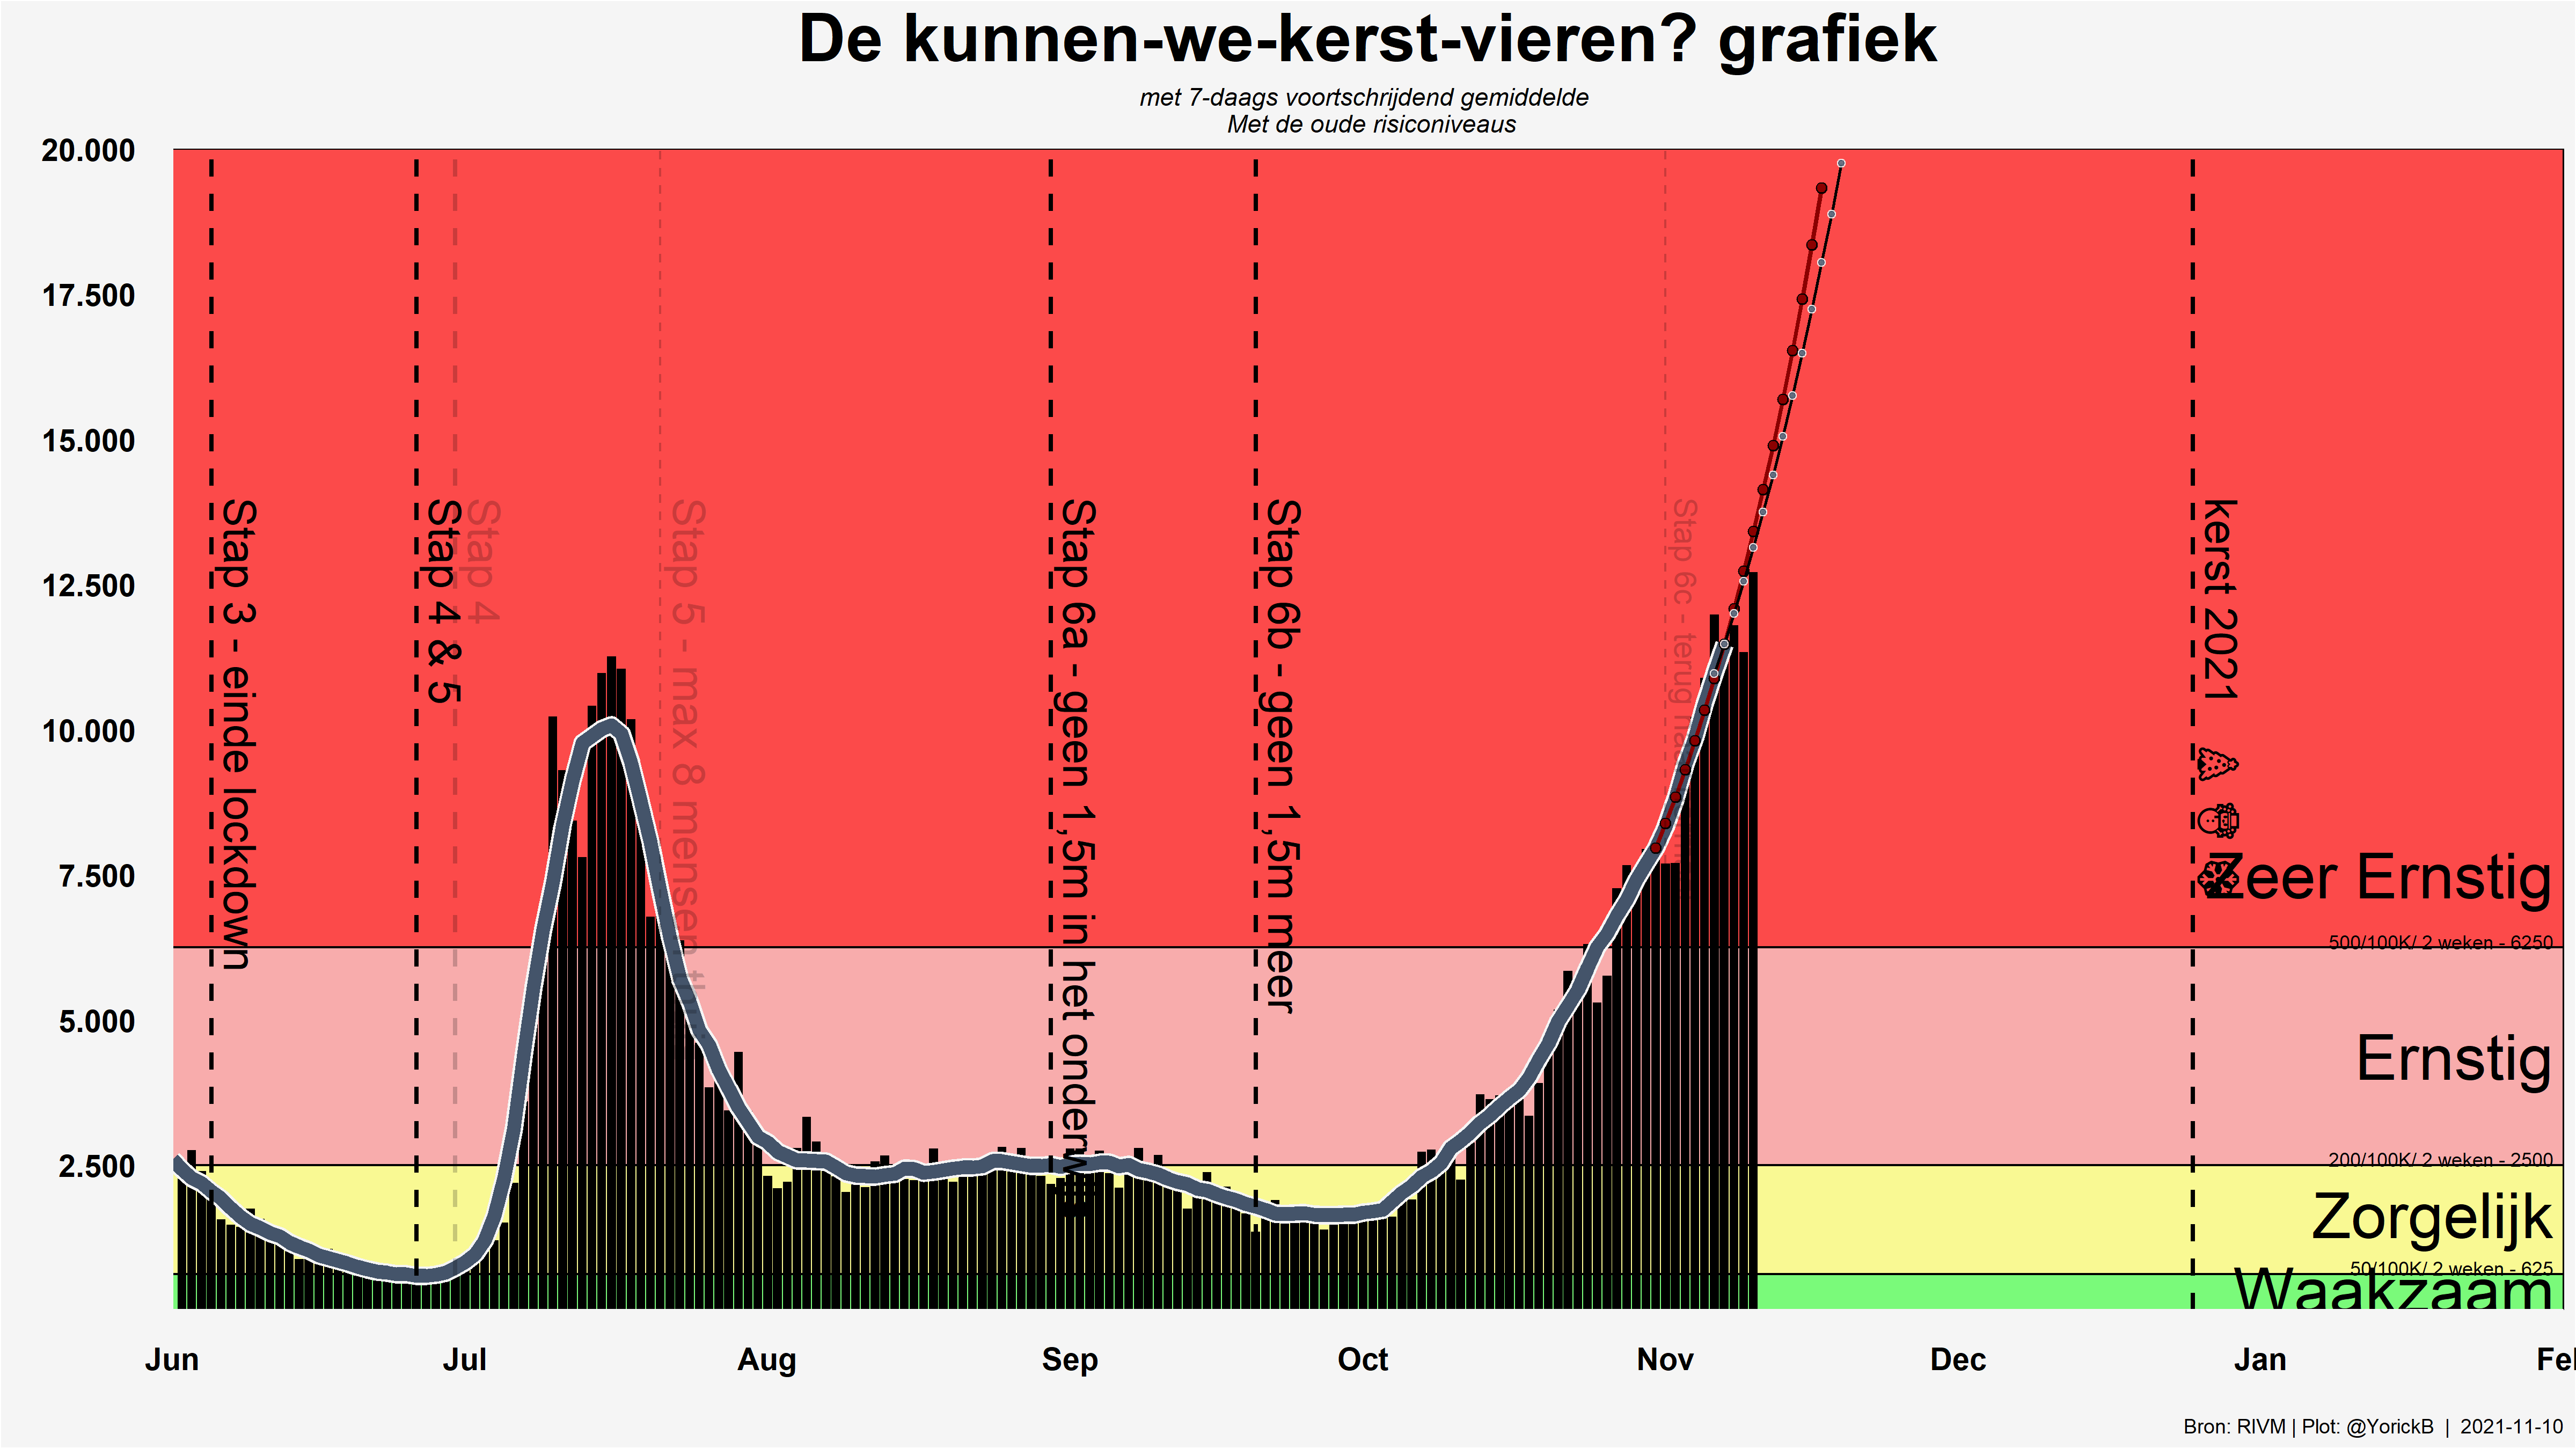 De kunnen-we-kerst-vieren? grafiek
met 7-daags voortschrijdend gemiddelde
Met de oude risiconiveaus
20.000
17.500
15.000
12.500
10.000
7.500
5.000
2.500
Stap 3 - einde lockdown
Stap 4 & 5
Stap 4
Stap 5 - max 8 mensen
Stap 6a - geen 1,5m in het onderwijs
Stap 6b - geen 1,5m meer
Stap 6c - terug
kerst 2021
Zeer Ernstig
500/100K/ 2 weken - 6250
Ernstig
200/100K/ 2 weken - 2500
Zorgelijk
50/100K/ 2 weken - 625
Waakzaam
Jun
Jul
Aug
Sep
Oct
Nov
Dec
Jan
Fe
Bron: RIVM | Plot: @YorickB | 2021-11-10